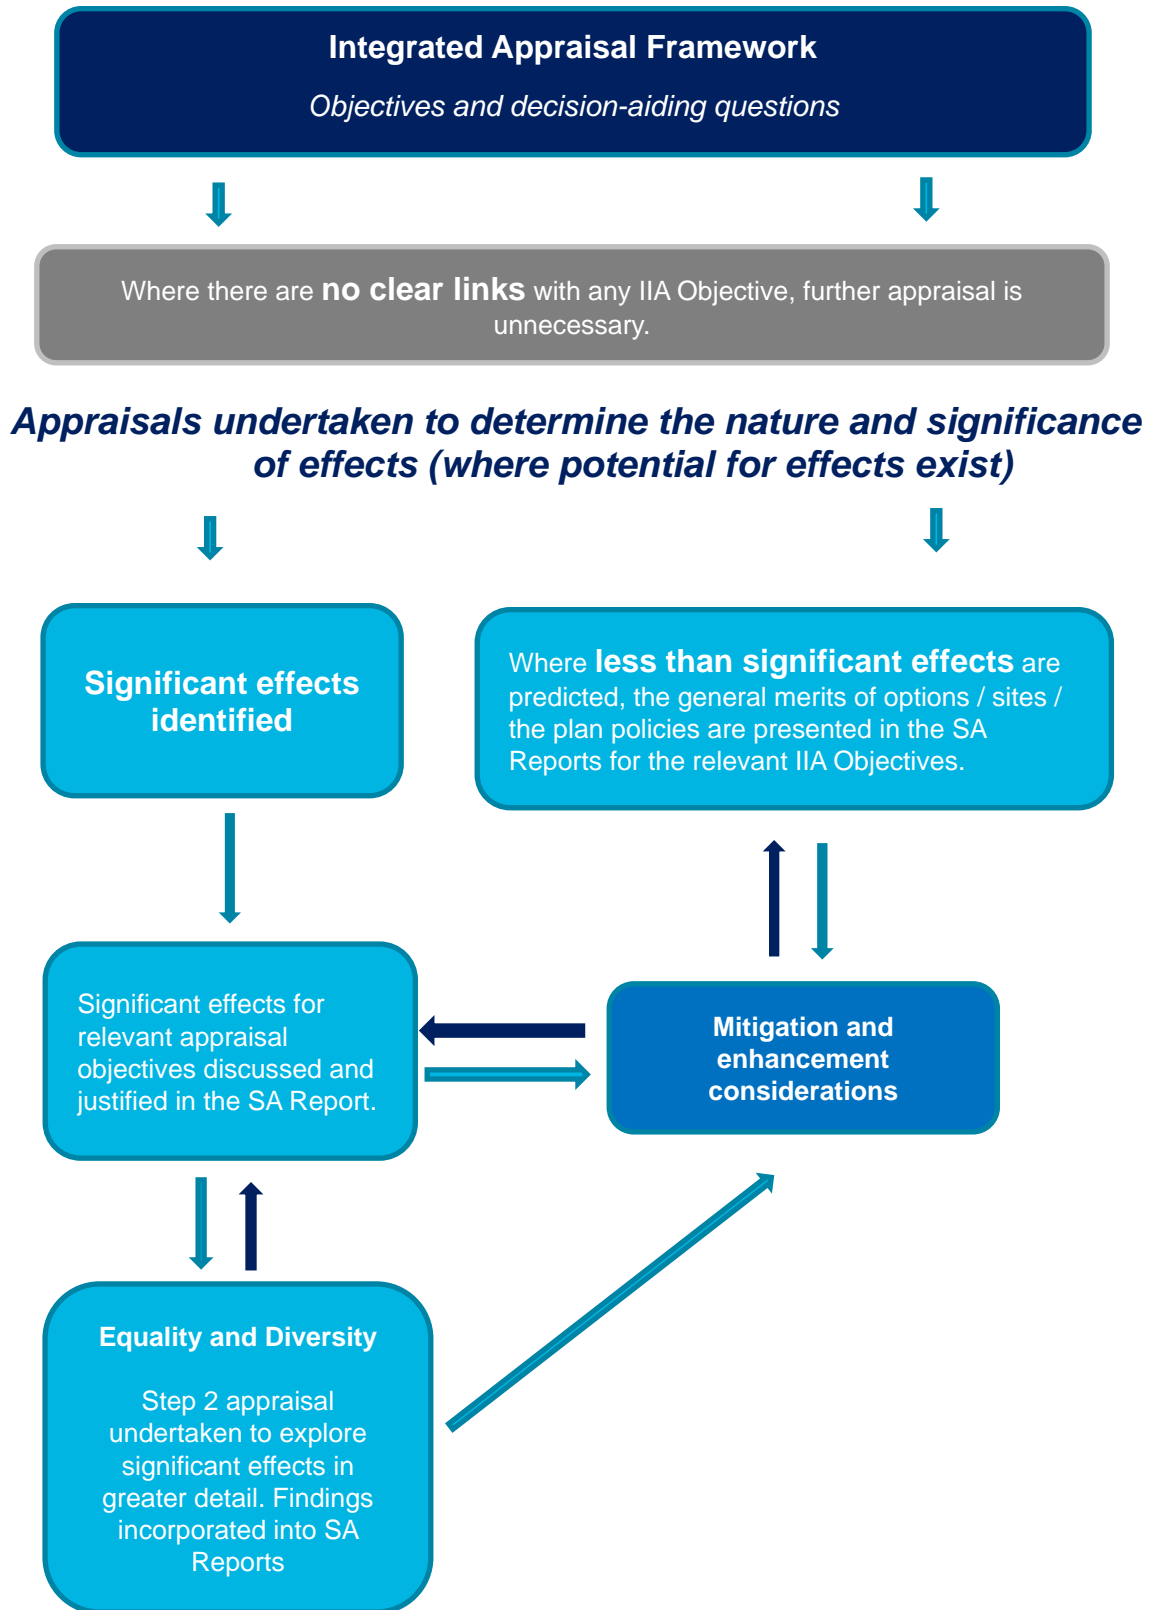 Integrated Appraisal Framework
Objectives and decision-aiding questions
Where there are no clear links with any IIA Objective, further appraisal is
unnecessary.
Appraisals undertaken to determine the nature and significance
of effects (where potential for effects exist)
Significant effects
identified
Where less than significant effects are
predicted, the general merits of options / sites /
the plan policies are presented in the SA
Reports for the relevant IIA Objectives.
Significant effects for
relevant appraisal
objectives discussed and
justified in the SA Report.
Mitigation and
enhancement
considerations
Equality and Diversity
Step 2 appraisal
undertaken to explore
significant effects in
greater detail. Findings
incorporated into SA
Reports